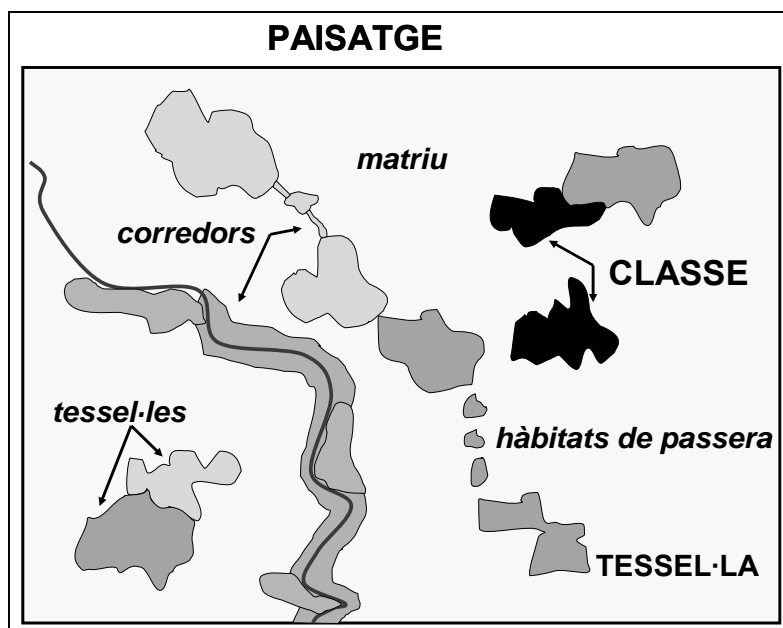 PAISATGE
matriu
corredors
CLASSE
tessel·les
hàbitats de passera
TESSEL·LA